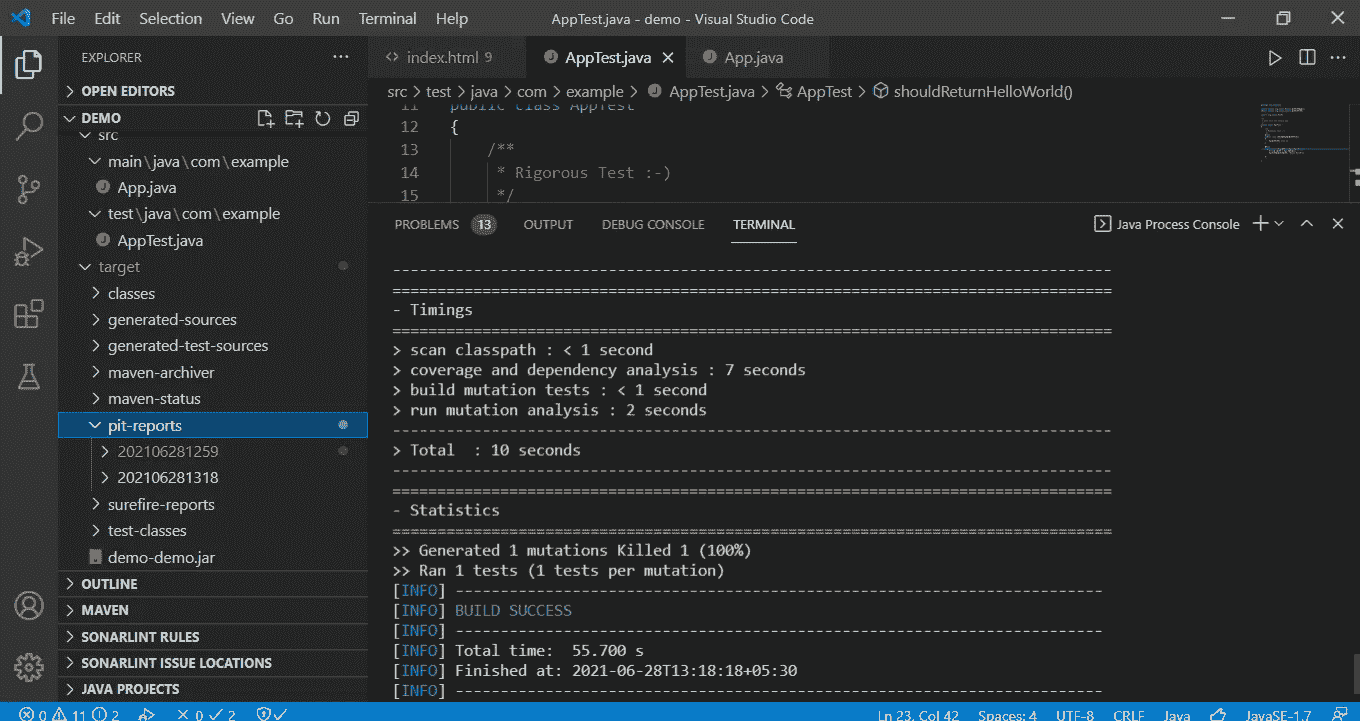 File Edit Selection View Go Run Terminal Help AppTest.java - demo - Visual Studio Code
EXPLORER
index.html 9 AppTest.java App.java
OPEN EDITORS
src > test > java > com > example > AppTest.java > AppTest > shouldReturnHelloWorld()
DEMO
src
main\java\com\example
App.java
test\java\com\example
AppTest.java
target
classes
generated-sources
generated-test-sources
maven-archiver
maven-status
pit-reports
202106281259
202106281318
surefire-reports
test-classes
demo-demo.jar
OUTLINE
MAVEN
SONARLINT RULES
SONARLINT ISSUE LOCATIONS
JAVA PROJECTS
11 public class AppTest
12 {
13 /**
14 * Rigorous Test :-)
15 */
PROBLEMS 13 OUTPUT DEBUG CONSOLE TERMINAL Java Process Console
--------------------------------------------------------------------------------
================================================================================
- Timings
================================================================================
> scan classpath : < 1 second
> coverage and dependency analysis : 7 seconds
> build mutation tests : < 1 second
> run mutation analysis : 2 seconds
--------------------------------------------------------------------------------
> Total  : 10 seconds
--------------------------------------------------------------------------------
================================================================================
- Statistics
================================================================================
>> Generated 1 mutations Killed 1 (100%)
>> Ran 1 tests (1 tests per mutation)
[INFO] ------------------------------------------------------------------------
[INFO] BUILD SUCCESS
[INFO] ------------------------------------------------------------------------
[INFO] Total time:  55.700 s
[INFO] Finished at: 2021-06-28T13:18:18+05:30
[INFO] ------------------------------------------------------------------------
0 11 2 0 2 Ln 23, Col 42 Spaces: 4 UTF-8 CRLF Java JavaSE-1.7